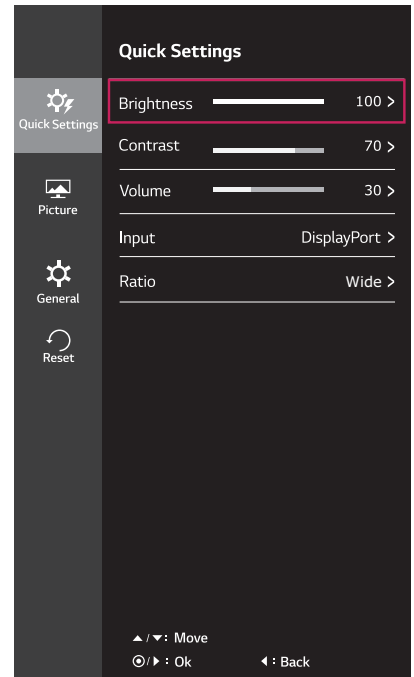 Quick Settings
Quick Settings
Picture
General
Reset
Brightness 100 >
Contrast 70 >
Volume 30 >
Input DisplayPort >
Ratio Wide >
▲/▼: Move
◉/▶ : Ok ◀ : Back